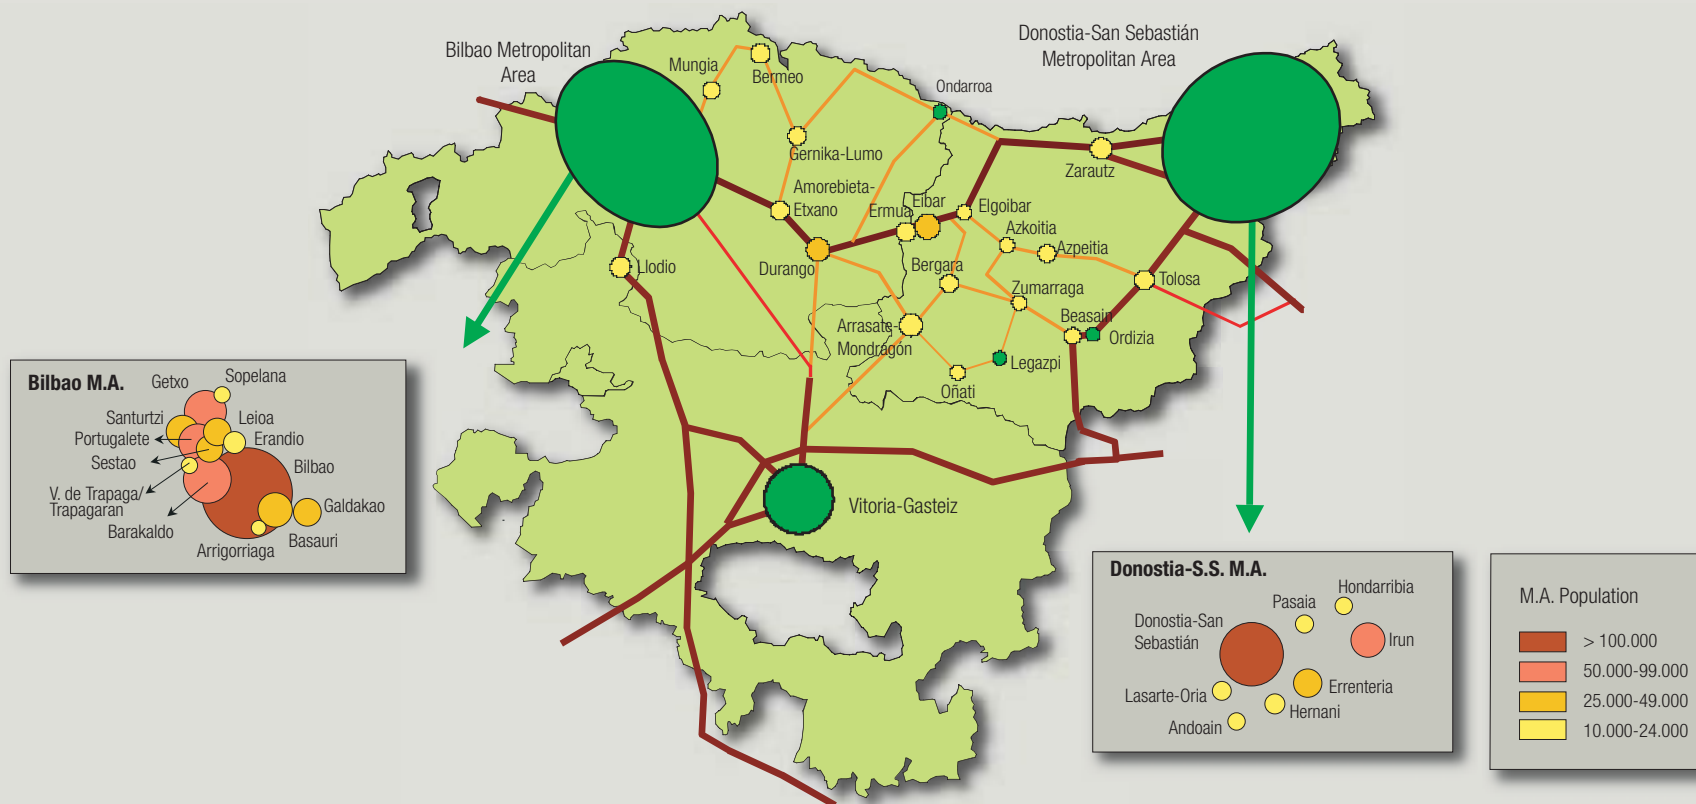 Bilbao Metropolitan
Area
Donostia-San Sebastián
Metropolitan Area
Mungia
Bermeo
Ondarroa
Gernika-Lumo
Zarautz
Amorebieta-
Etxano
Ermua
Eibar
Elgoibar
Azkoitia
Azpeitia
Llodio
Durango
Bergara
Tolosa
Zumarraga
Arrasate-
Mondragón
Beasain
Ordizia
Legazpi
Oñati
Vitoria-Gasteiz
Bilbao M.A.
Getxo
Sopelana
Santurtzi
Leioa
Portugalete
Erandio
Sestao
Bilbao
V. de Trapaga/
Trapagaran
Galdakao
Barakaldo
Basauri
Arrigorriaga
Donostia-S.S. M.A.
Hondarribia
Pasaia
Donostia-San
Sebastián
Irun
Lasarte-Oria
Errenteria
Hernani
Andoain
M.A. Population
> 100.000
50.000-99.000
25.000-49.000
10.000-24.000